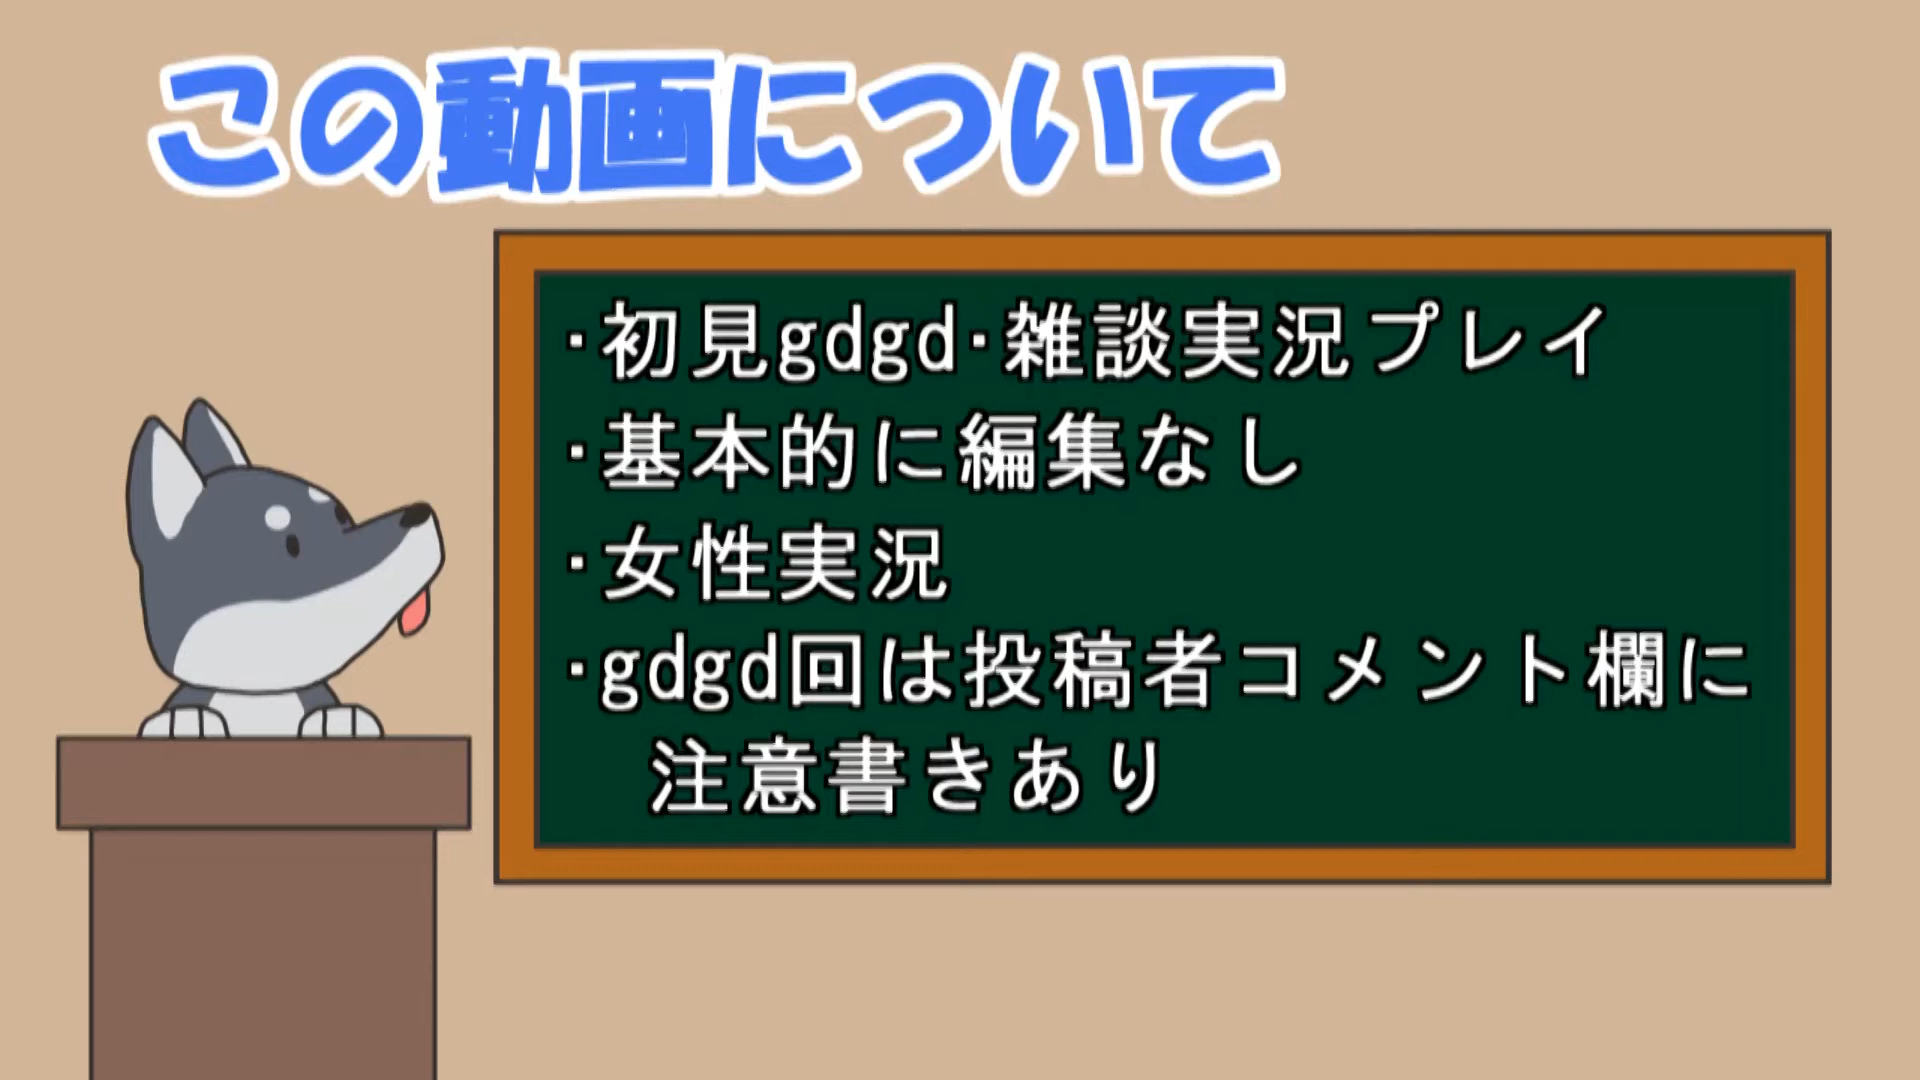 この動画について
・初見gdgd・雑談実況プレイ
・基本的に編集なし
・女性実況
・gdgd回は投稿者コメント欄に
注意書きあり